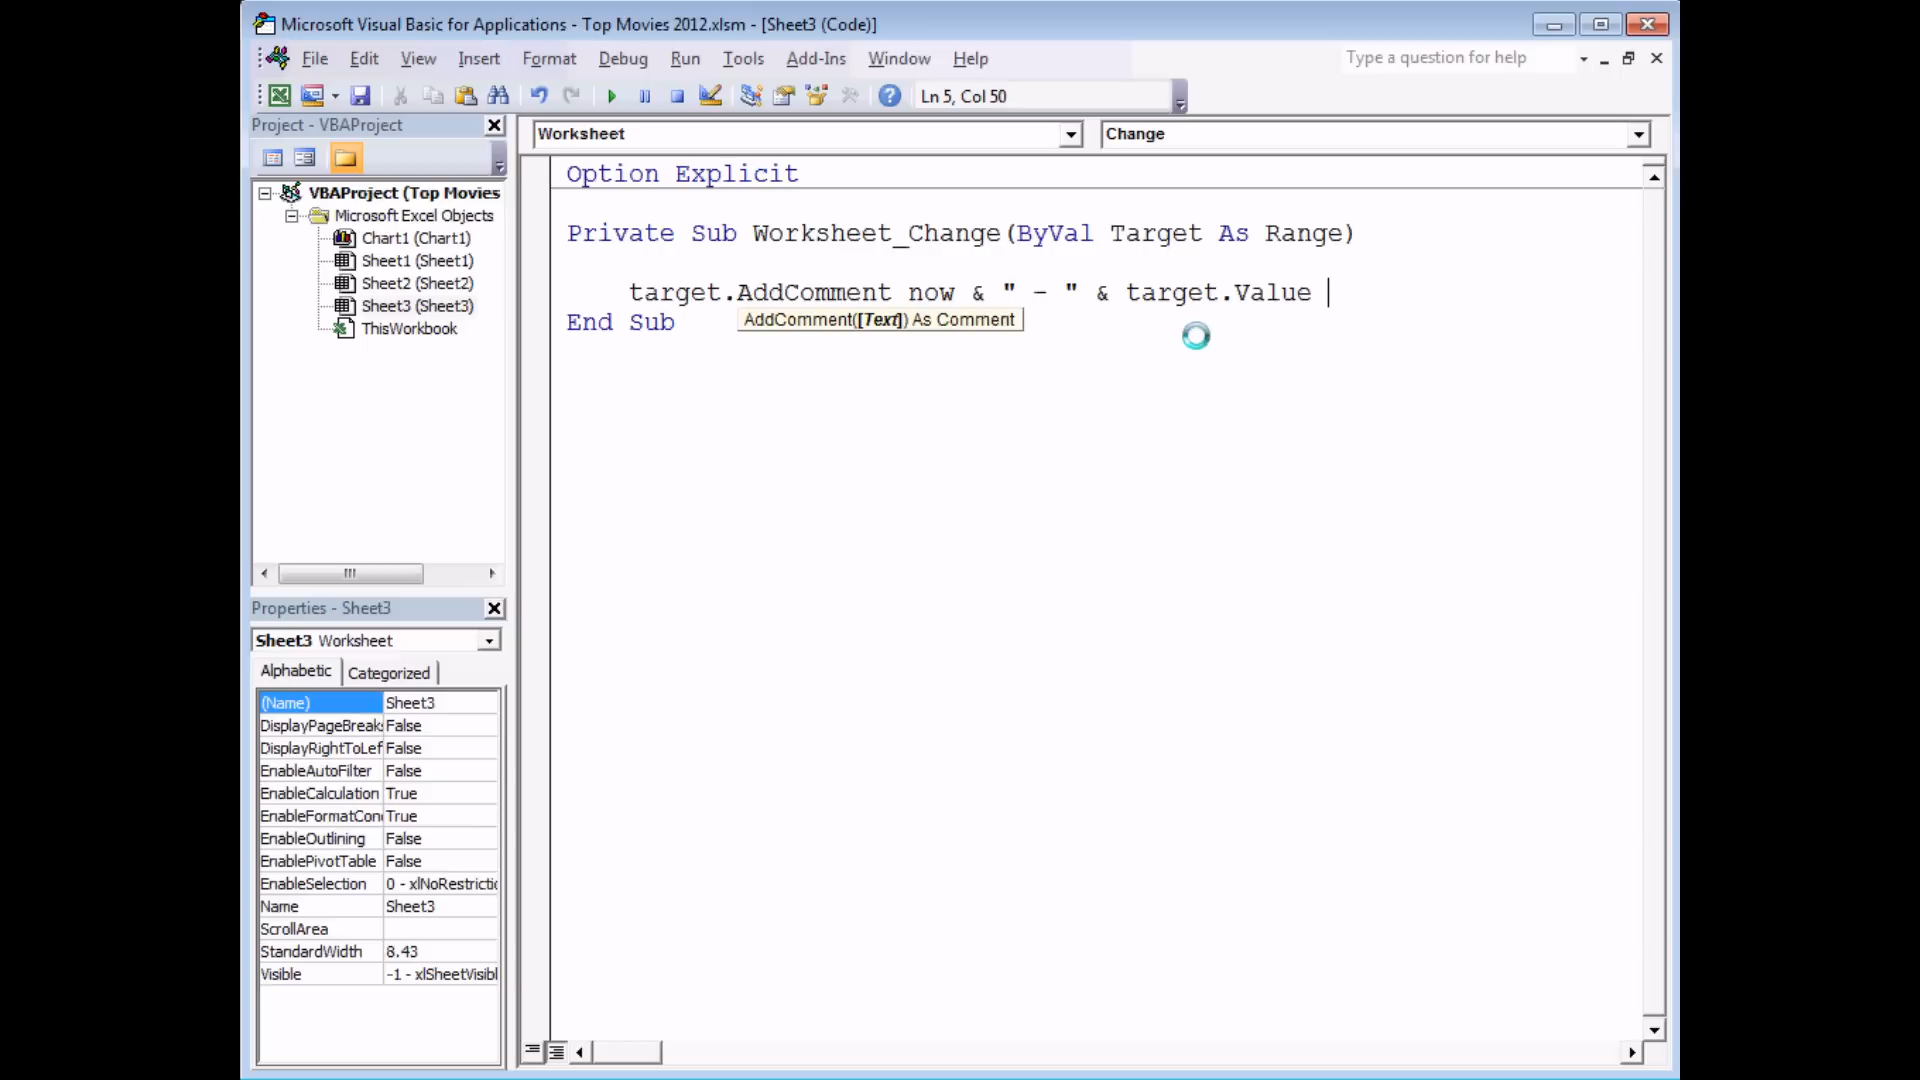 Microsoft Visual Basic for Applications - Top Movies 2012.xlsm - [Sheet3 (Code)]
File Edit View Insert Format Debug Run Tools Add-Ins Window Help
Type a question for help
Ln 5, Col 50
Project - VBAProject
VBAProject (Top Movies
Microsoft Excel Objects
Chart1 (Chart1)
Sheet1 (Sheet1)
Sheet2 (Sheet2)
Sheet3 (Sheet3)
ThisWorkbook
Properties - Sheet3
Sheet3 Worksheet
Alphabetic Categorized
(Name) Sheet3
DisplayPageBreak False
DisplayRightToLef False
EnableAutoFilter False
EnableCalculation True
EnableFormatCon True
EnableOutlining False
EnablePivotTable False
EnableSelection 0 - xlNoRestrictio
Name Sheet3
ScrollArea
StandardWidth 8.43
Visible -1 - xlSheetVisibl
Worksheet Change
Option Explicit
Private Sub Worksheet_Change(ByVal Target As Range)
target.AddComment now & " - " & target.Value
AddComment([Text]) As Comment
End Sub